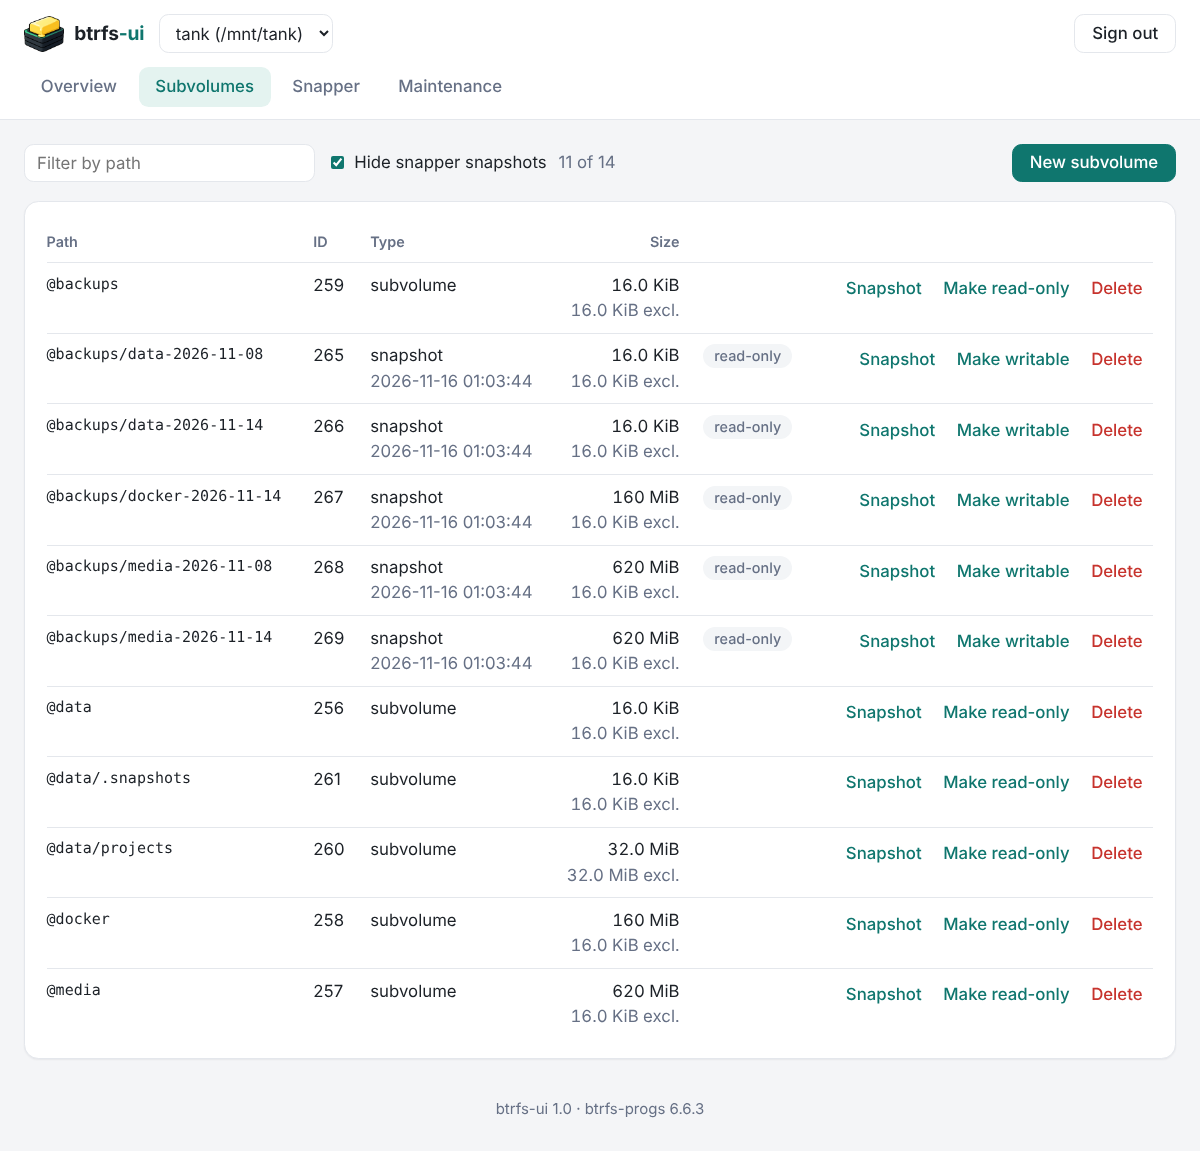 btrfs-ui tank (/mnt/tank) Sign out
Overview Subvolumes Snapper Maintenance
Filter by path Hide snapper snapshots 11 of 14 New subvolume
Path ID Type Size
@backups 259 subvolume 16.0 KiB Snapshot Make read-only Delete
16.0 KiB excl.
@backups/data-2026-11-08 265 snapshot 16.0 KiB read-only Snapshot Make writable Delete
2026-11-16 01:03:44 16.0 KiB excl.
@backups/data-2026-11-14 266 snapshot 16.0 KiB read-only Snapshot Make writable Delete
2026-11-16 01:03:44 16.0 KiB excl.
@backups/docker-2026-11-14 267 snapshot 160 MiB read-only Snapshot Make writable Delete
2026-11-16 01:03:44 16.0 KiB excl.
@backups/media-2026-11-08 268 snapshot 620 MiB read-only Snapshot Make writable Delete
2026-11-16 01:03:44 16.0 KiB excl.
@backups/media-2026-11-14 269 snapshot 620 MiB read-only Snapshot Make writable Delete
2026-11-16 01:03:44 16.0 KiB excl.
@data 256 subvolume 16.0 KiB Snapshot Make read-only Delete
16.0 KiB excl.
@data/.snapshots 261 subvolume 16.0 KiB Snapshot Make read-only Delete
16.0 KiB excl.
@data/projects 260 subvolume 32.0 MiB Snapshot Make read-only Delete
32.0 MiB excl.
@docker 258 subvolume 160 MiB Snapshot Make read-only Delete
16.0 KiB excl.
@media 257 subvolume 620 MiB Snapshot Make read-only Delete
16.0 KiB excl.
btrfs-ui 1.0 · btrfs-progs 6.6.3